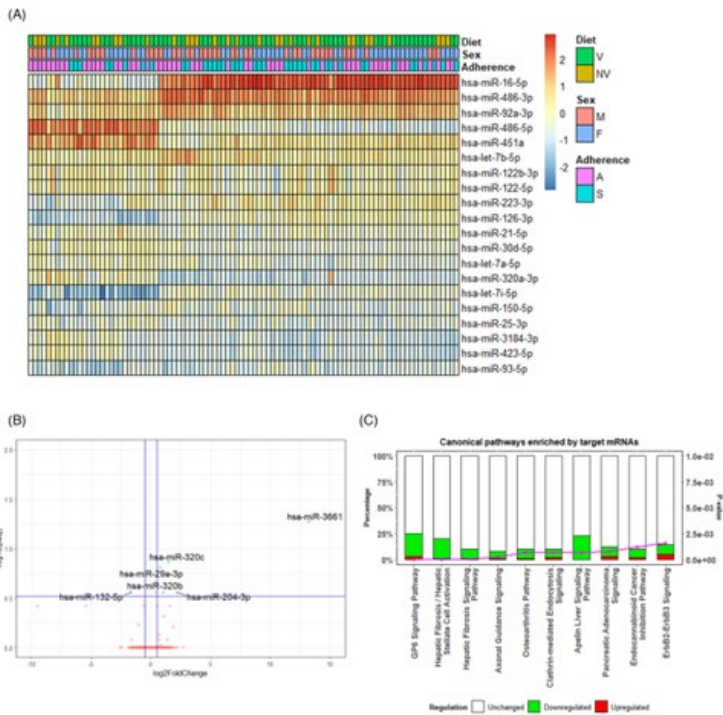 (A)
Diet
Sex
Adherence
hsa-miR-16-5p
hsa-miR-486-3p
hsa-miR-92a-3p
hsa-miR-486-5p
hsa-miR-451a
hsa-let-7b-5p
hsa-miR-122b-3p
hsa-miR-122-5p
hsa-miR-223-3p
hsa-miR-126-3p
hsa-miR-21-5p
hsa-miR-30d-5p
hsa-let-7a-5p
hsa-miR-320a-3p
hsa-let-7i-5p
hsa-miR-150-5p
hsa-miR-25-3p
hsa-miR-3184-3p
hsa-miR-423-5p
hsa-miR-93-5p
2
1
0
-1
-2
Diet
V
NV
Sex
M
F
Adherence
A
S
(B)
2.0
1.5
1.0
0.5
0.0
hsa-miR-3661
hsa-miR-320c
hsa-miR-29a-3p
hsa-miR-320b
hsa-miR-132-5p
hsa-miR-204-3p
-10
-5
0
5
10
15
log2FoldChange
(C)
Canonical pathways enriched by target mRNAs
100%
75%
50%
25%
0%
Percentage
1.0e-02
7.5e-03
5.0e-03
2.5e-03
0.0e+00
P value
GP6 Signaling Pathway
Hepatic Fibrosis / Hepatic
Stellate Cell Activation
Hepatic Fibrosis Signaling
Pathway
Axonal Guidance Signaling
Osteoarthritis Pathway
Clathrin-mediated Endocytosis
Signaling
Apelin Liver Signaling
Pathway
Pancreatic Adenocarcinoma
Signaling
Endocannabinoid Cancer
Inhibition Pathway
ErbB2-ErbB3 Signaling
Regulation
Unchanged
Downregulated
Upregulated